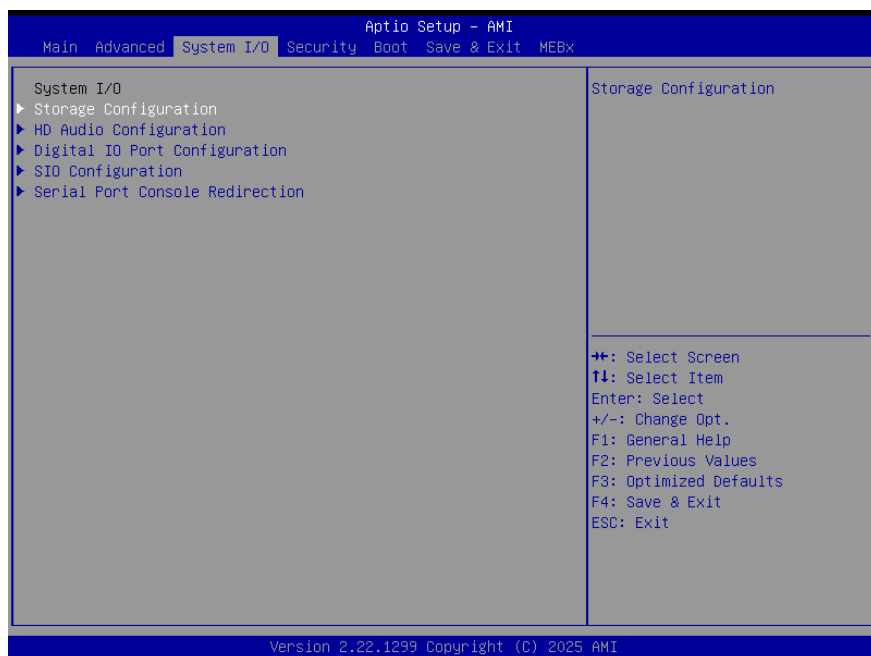 Aptio Setup – AMI
Main Advanced System I/O Security Boot Save & Exit MEBx
System I/O
▶ Storage Configuration
▶ HD Audio Configuration
▶ Digital IO Port Configuration
▶ SIO Configuration
▶ Serial Port Console Redirection
Storage Configuration
→←: Select Screen
↑↓: Select Item
Enter: Select
+/-: Change Opt.
F1: General Help
F2: Previous Values
F3: Optimized Defaults
F4: Save & Exit
ESC: Exit
Version 2.22.1299 Copyright (C) 2025 AMI